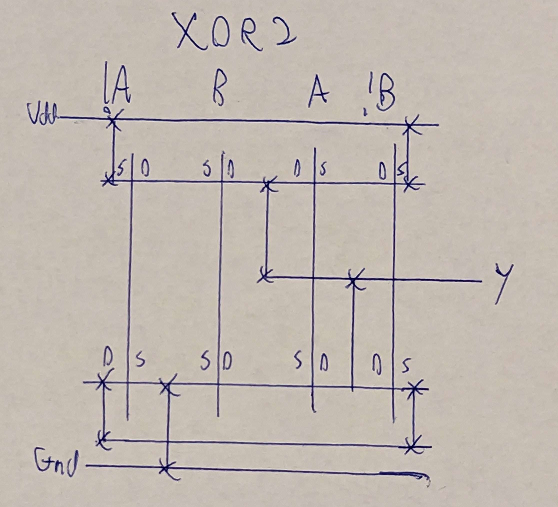 XOR2
!A B A !B
Vdd
S D S D D S D S
Y
D S S D S D D S
Gnd